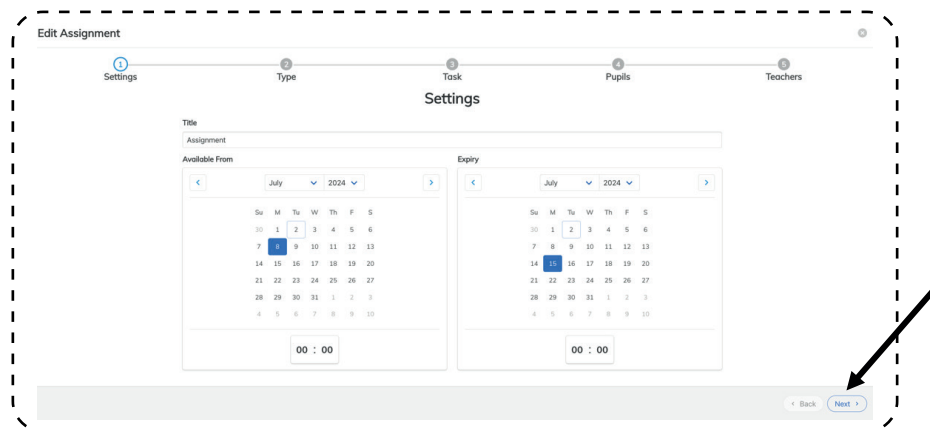 Edit Assignment
1 2 3 4 5
Settings Type Task Pupils Teachers
Settings
Title
Assignment
Available From Expiry
July 2024 July 2024
Su M Tu W Th F S Su M Tu W Th F S
30 1 2 3 4 5 6 30 1 2 3 4 5 6
7 8 9 10 11 12 13 7 8 9 10 11 12 13
14 15 16 17 18 19 20 14 15 16 17 18 19 20
21 22 23 24 25 26 27 21 22 23 24 25 26 27
28 29 30 31 1 2 3 28 29 30 31 1 2 3
4 5 6 7 8 9 10 4 5 6 7 8 9 10
00 : 00 00 : 00
Back Next